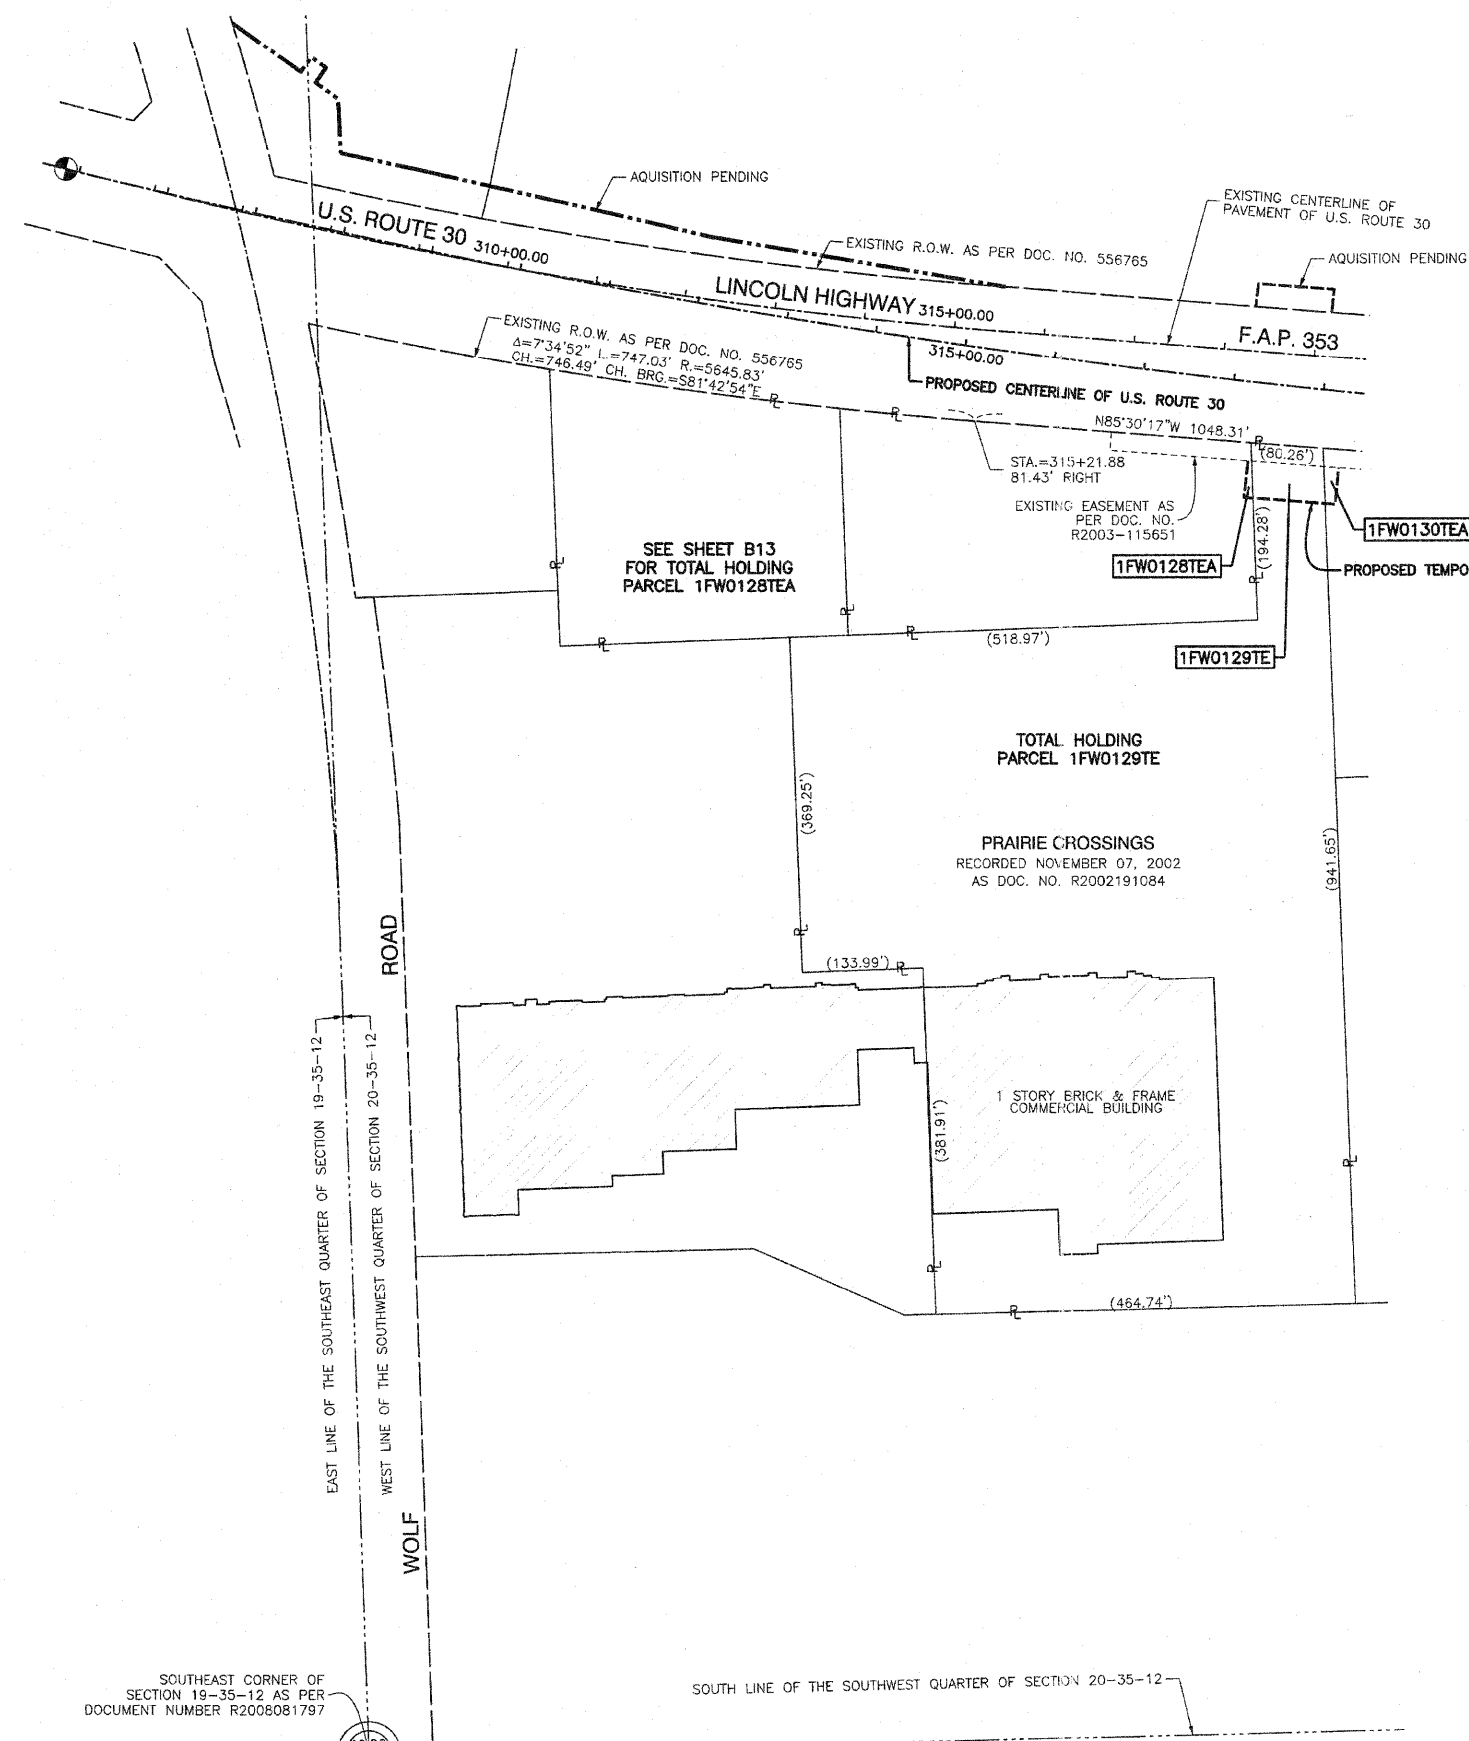 AQUISITION PENDING
EXISTING CENTERLINE OF
PAVEMENT OF U.S. ROUTE 30
U.S. ROUTE 30
310+00.00
EXISTING R.O.W. AS PER DOC. NO. 556765
AQUISITION PENDING
LINCOLN HIGHWAY
315+00.00
F.A.P. 353
EXISTING R.O.W. AS PER DOC. NO. 556765
Δ=7°34'52" L.=747.03' R.=5645.83'
CH.=746.49' CH. BRG.=S81°42'54"E
315+00.00
PROPOSED CENTERLINE OF U.S. ROUTE 30
N85°30'17"W 1048.31'
(80.26')
STA.=315+21.88
81.43' RIGHT
EXISTING EASEMENT AS
PER DOC. NO.
R2003-115651
(194.28')
1FW0130TEA
SEE SHEET B13
FOR TOTAL HOLDING
PARCEL 1FW0128TEA
1FW0128TEA
PROPOSED TEMPO
(518.97')
1FW0129TE
TOTAL HOLDING
PARCEL 1FW0129TE
(369.25')
PRAIRIE CROSSINGS
RECORDED NOVEMBER 07, 2002
AS DOC. NO. R2002191084
(941.65')
ROAD
(133.99')
1 STORY BRICK & FRAME
COMMERCIAL BUILDING
(381.91')
EAST LINE OF THE SOUTHEAST QUARTER OF SECTION 19-35-12
WEST LINE OF THE SOUTHWEST QUARTER OF SECTION 20-35-12
(464.74')
WOLF
SOUTHEAST CORNER OF
SECTION 19-35-12 AS PER
DOCUMENT NUMBER R2008081797
SOUTH LINE OF THE SOUTHWEST QUARTER OF SECTION 20-35-12